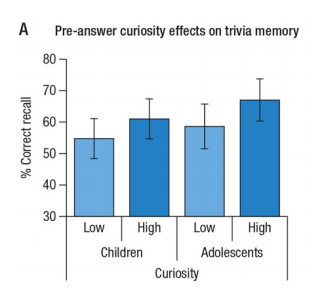 A Pre-answer curiosity effects on trivia memory
% Correct recall
80
70
60
50
40
30
Low High Low High
Children Adolescents
Curiosity